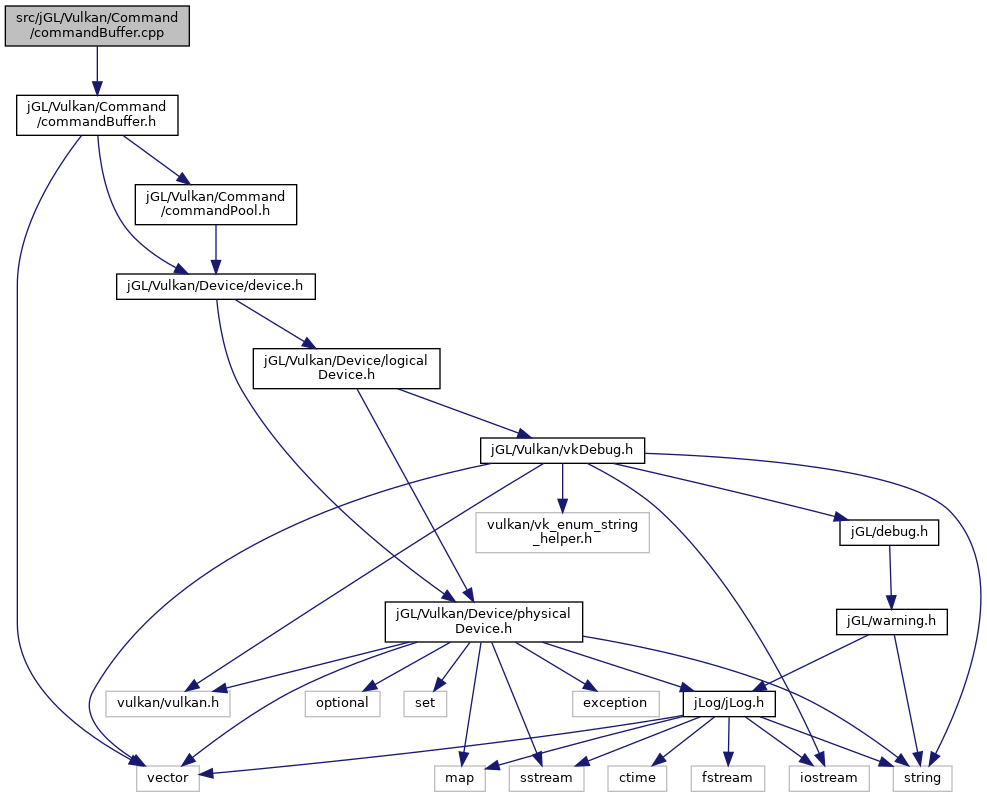 src/jGL/Vulkan/Command
/commandBuffer.cpp
jGL/Vulkan/Command
/commandBuffer.h
jGL/Vulkan/Command
/commandPool.h
jGL/Vulkan/Device/device.h
jGL/Vulkan/Device/logical
Device.h
jGL/Vulkan/vkDebug.h
vulkan/vk_enum_string
_helper.h
jGL/debug.h
jGL/Vulkan/Device/physical
Device.h
jGL/warning.h
vulkan/vulkan.h
optional
set
exception
jLog/jLog.h
vector
map
sstream
ctime
fstream
iostream
string